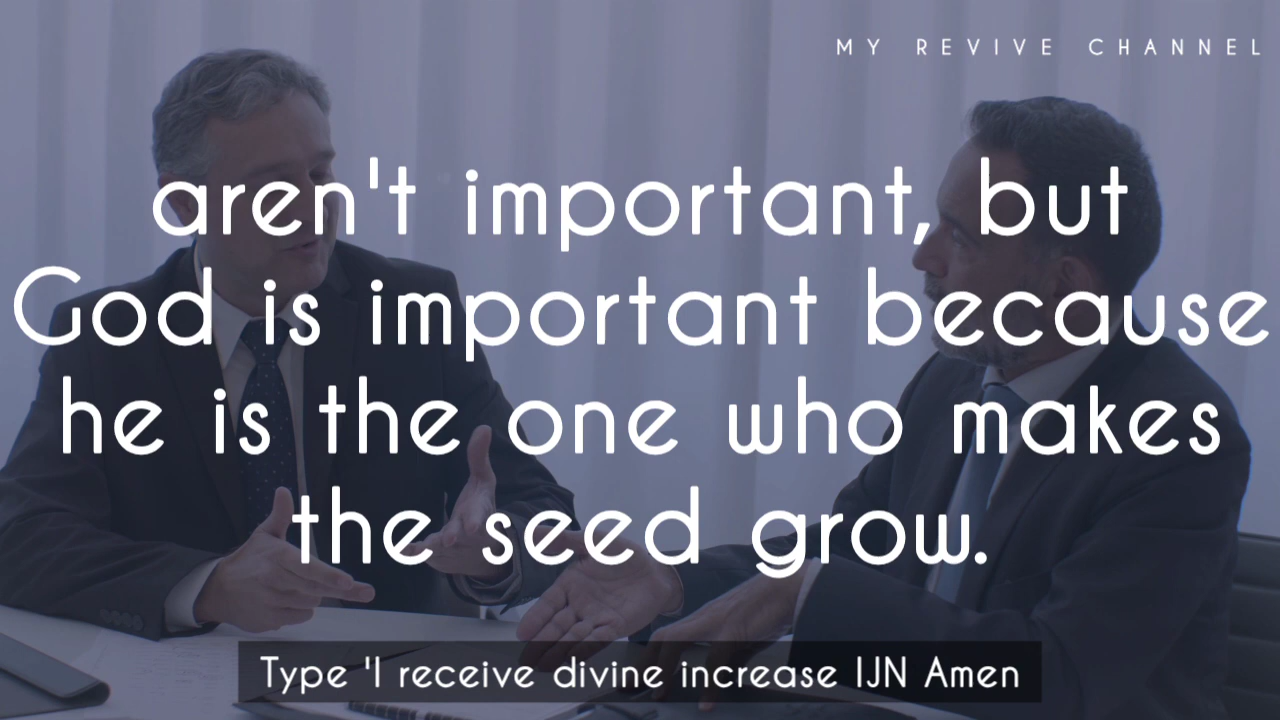 MY REVIVE CHANNEL
aren't important, but
God is important because
he is the one who makes
the seed grow.
Type 'I receive divine increase IJN Amen